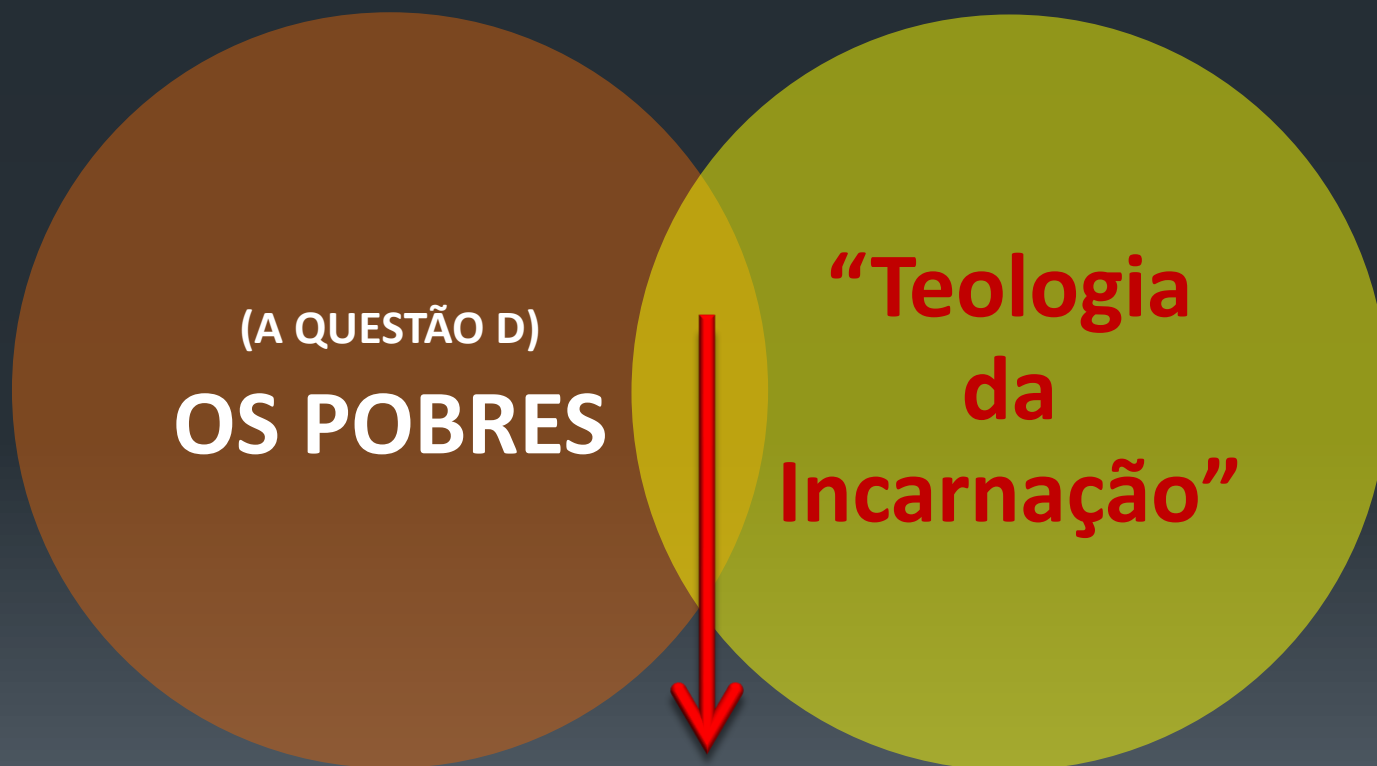 (A QUESTÃO D)
OS POBRES
“Teologia
da
Incarnação”